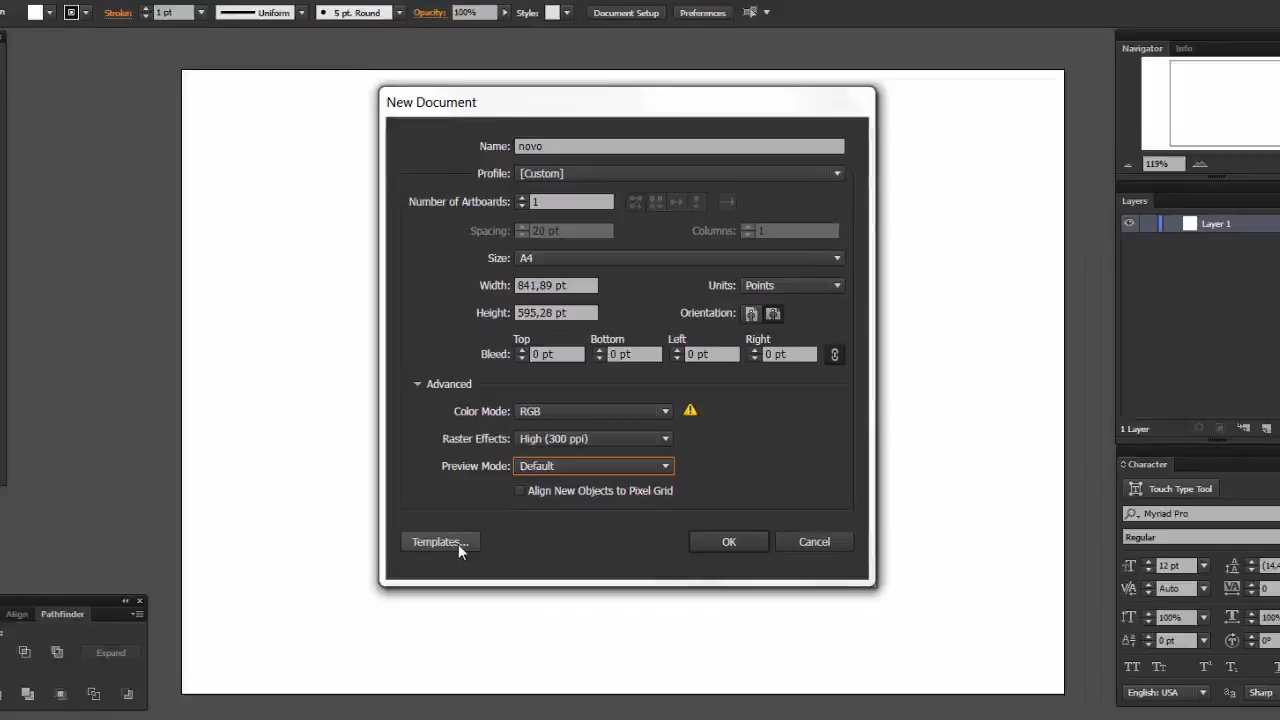 Stroke: 1 pt Uniform 5 pt. Round Opacity: 100% Style: Document Setup Preferences
Navigator Info
119%
Layers
Layer 1
1 Layer
Character
Touch Type Tool
Myriad Pro
Regular
12 pt (14,4
Auto 0
100% 100%
0 pt 0°
English: USA Sharp
New Document
Name: novo
Profile: [Custom]
Number of Artboards: 1
Spacing: 20 pt Columns: 1
Size: A4
Width: 841,89 pt Units: Points
Height: 595,28 pt Orientation:
Top Bottom Left Right
Bleed: 0 pt 0 pt 0 pt 0 pt
Advanced
Color Mode: RGB
Raster Effects: High (300 ppi)
Preview Mode: Default
Align New Objects to Pixel Grid
Templates... OK Cancel
Align Pathfinder
Expand